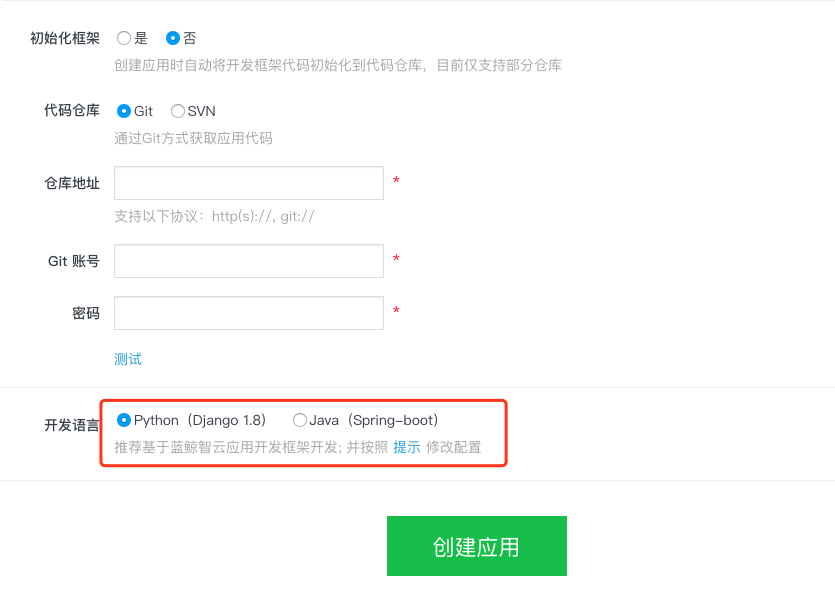 初始化框架 是 否
创建应用时自动将开发框架代码初始化到代码仓库，目前仅支持部分仓库
代码仓库 Git SVN
通过Git方式获取应用代码
仓库地址 *
支持以下协议：http(s)://, git://
Git 账号 *
密码 *
测试
开发语言 Python（Django 1.8） Java（Spring-boot）
推荐基于蓝鲸智云应用开发框架开发; 并按照 提示 修改配置
创建应用